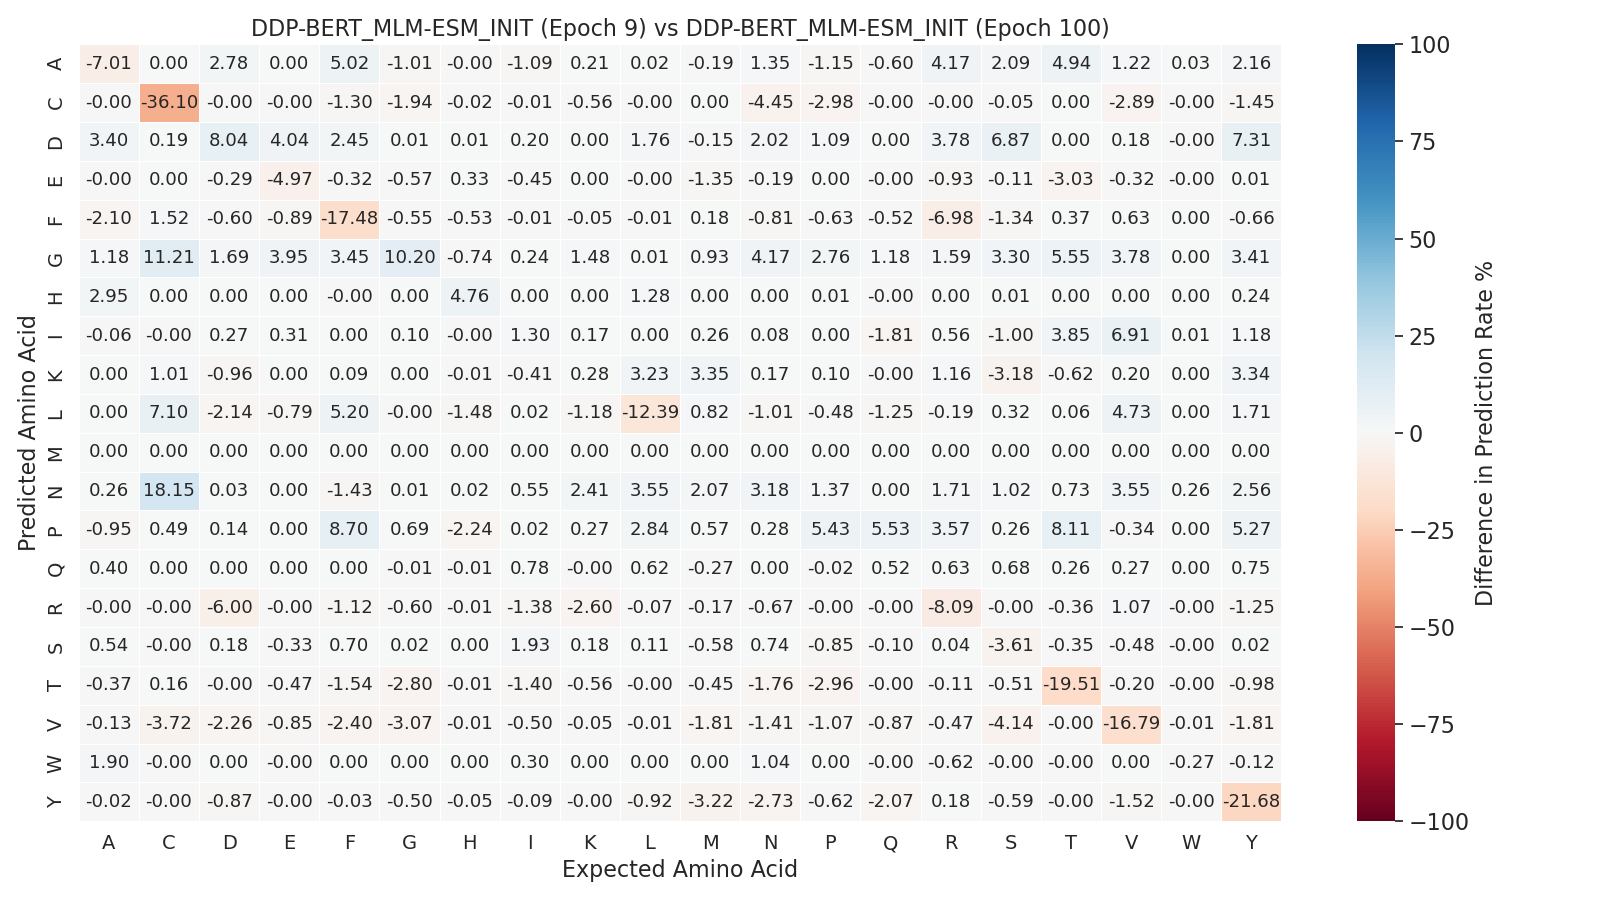 DDP-BERT_MLM-ESM_INIT (Epoch 9) vs DDP-BERT_MLM-ESM_INIT (Epoch 100)
A -7.01 0.00 2.78 0.00 5.02 -1.01 -0.00 -1.09 0.21 0.02 -0.19 1.35 -1.15 -0.60 4.17 2.09 4.94 1.22 0.03 2.16
C -0.00 -36.10 -0.00 -0.00 -1.30 -1.94 -0.02 -0.01 -0.56 -0.00 0.00 -4.45 -2.98 -0.00 -0.00 -0.05 0.00 -2.89 -0.00 -1.45
D 3.40 0.19 8.04 4.04 2.45 0.01 0.01 0.20 0.00 1.76 -0.15 2.02 1.09 0.00 3.78 6.87 0.00 0.18 -0.00 7.31
E -0.00 0.00 -0.29 -4.97 -0.32 -0.57 0.33 -0.45 0.00 -0.00 -1.35 -0.19 0.00 -0.00 -0.93 -0.11 -3.03 -0.32 -0.00 0.01
F -2.10 1.52 -0.60 -0.89 -17.48 -0.55 -0.53 -0.01 -0.05 -0.01 0.18 -0.81 -0.63 -0.52 -6.98 -1.34 0.37 0.63 0.00 -0.66
G 1.18 11.21 1.69 3.95 3.45 10.20 -0.74 0.24 1.48 0.01 0.93 4.17 2.76 1.18 1.59 3.30 5.55 3.78 0.00 3.41
H 2.95 0.00 0.00 0.00 -0.00 0.00 4.76 0.00 0.00 1.28 0.00 0.00 0.01 -0.00 0.00 0.01 0.00 0.00 0.00 0.24
I -0.06 -0.00 0.27 0.31 0.00 0.10 -0.00 1.30 0.17 0.00 0.26 0.08 0.00 -1.81 0.56 -1.00 3.85 6.91 0.01 1.18
K 0.00 1.01 -0.96 0.00 0.09 0.00 -0.01 -0.41 0.28 3.23 3.35 0.17 0.10 -0.00 1.16 -3.18 -0.62 0.20 0.00 3.34
L 0.00 7.10 -2.14 -0.79 5.20 -0.00 -1.48 0.02 -1.18 -12.39 0.82 -1.01 -0.48 -1.25 -0.19 0.32 0.06 4.73 0.00 1.71
M 0.00 0.00 0.00 0.00 0.00 0.00 0.00 0.00 0.00 0.00 0.00 0.00 0.00 0.00 0.00 0.00 0.00 0.00 0.00 0.00
N 0.26 18.15 0.03 0.00 -1.43 0.01 0.02 0.55 2.41 3.55 2.07 3.18 1.37 0.00 1.71 1.02 0.73 3.55 0.26 2.56
P -0.95 0.49 0.14 0.00 8.70 0.69 -2.24 0.02 0.27 2.84 0.57 0.28 5.43 5.53 3.57 0.26 8.11 -0.34 0.00 5.27
Q 0.40 0.00 0.00 0.00 0.00 -0.01 -0.01 0.78 -0.00 0.62 -0.27 0.00 -0.02 0.52 0.63 0.68 0.26 0.27 0.00 0.75
R -0.00 -0.00 -6.00 -0.00 -1.12 -0.60 -0.01 -1.38 -2.60 -0.07 -0.17 -0.67 -0.00 -0.00 -8.09 -0.00 -0.36 1.07 -0.00 -1.25
S 0.54 -0.00 0.18 -0.33 0.70 0.02 0.00 1.93 0.18 0.11 -0.58 0.74 -0.85 -0.10 0.04 -3.61 -0.35 -0.48 -0.00 0.02
T -0.37 0.16 -0.00 -0.47 -1.54 -2.80 -0.01 -1.40 -0.56 -0.00 -0.45 -1.76 -2.96 -0.00 -0.11 -0.51 -19.51 -0.20 -0.00 -0.98
V -0.13 -3.72 -2.26 -0.85 -2.40 -3.07 -0.01 -0.50 -0.05 -0.01 -1.81 -1.41 -1.07 -0.87 -0.47 -4.14 -0.00 -16.79 -0.01 -1.81
W 1.90 -0.00 0.00 -0.00 0.00 0.00 0.00 0.30 0.00 0.00 0.00 1.04 0.00 -0.00 -0.62 -0.00 -0.00 0.00 -0.27 -0.12
Y -0.02 -0.00 -0.87 -0.00 -0.03 -0.50 -0.05 -0.09 -0.00 -0.92 -3.22 -2.73 -0.62 -2.07 0.18 -0.59 -0.00 -1.52 -0.00 -21.68
A C D E F G H I K L M N P Q R S T V W Y
Expected Amino Acid
Predicted Amino Acid
100
75
50
25
0
−25
−50
−75
−100
Difference in Prediction Rate %